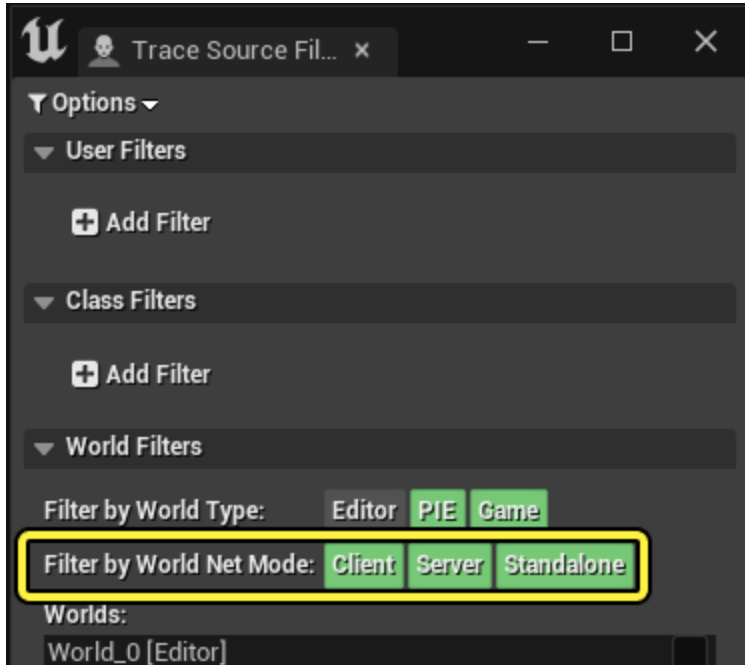 Trace Source Fil...
Options
User Filters
Add Filter
Class Filters
Add Filter
World Filters
Filter by World Type: Editor PIE Game
Filter by World Net Mode: Client Server Standalone
Worlds:
World_0 [Editor]